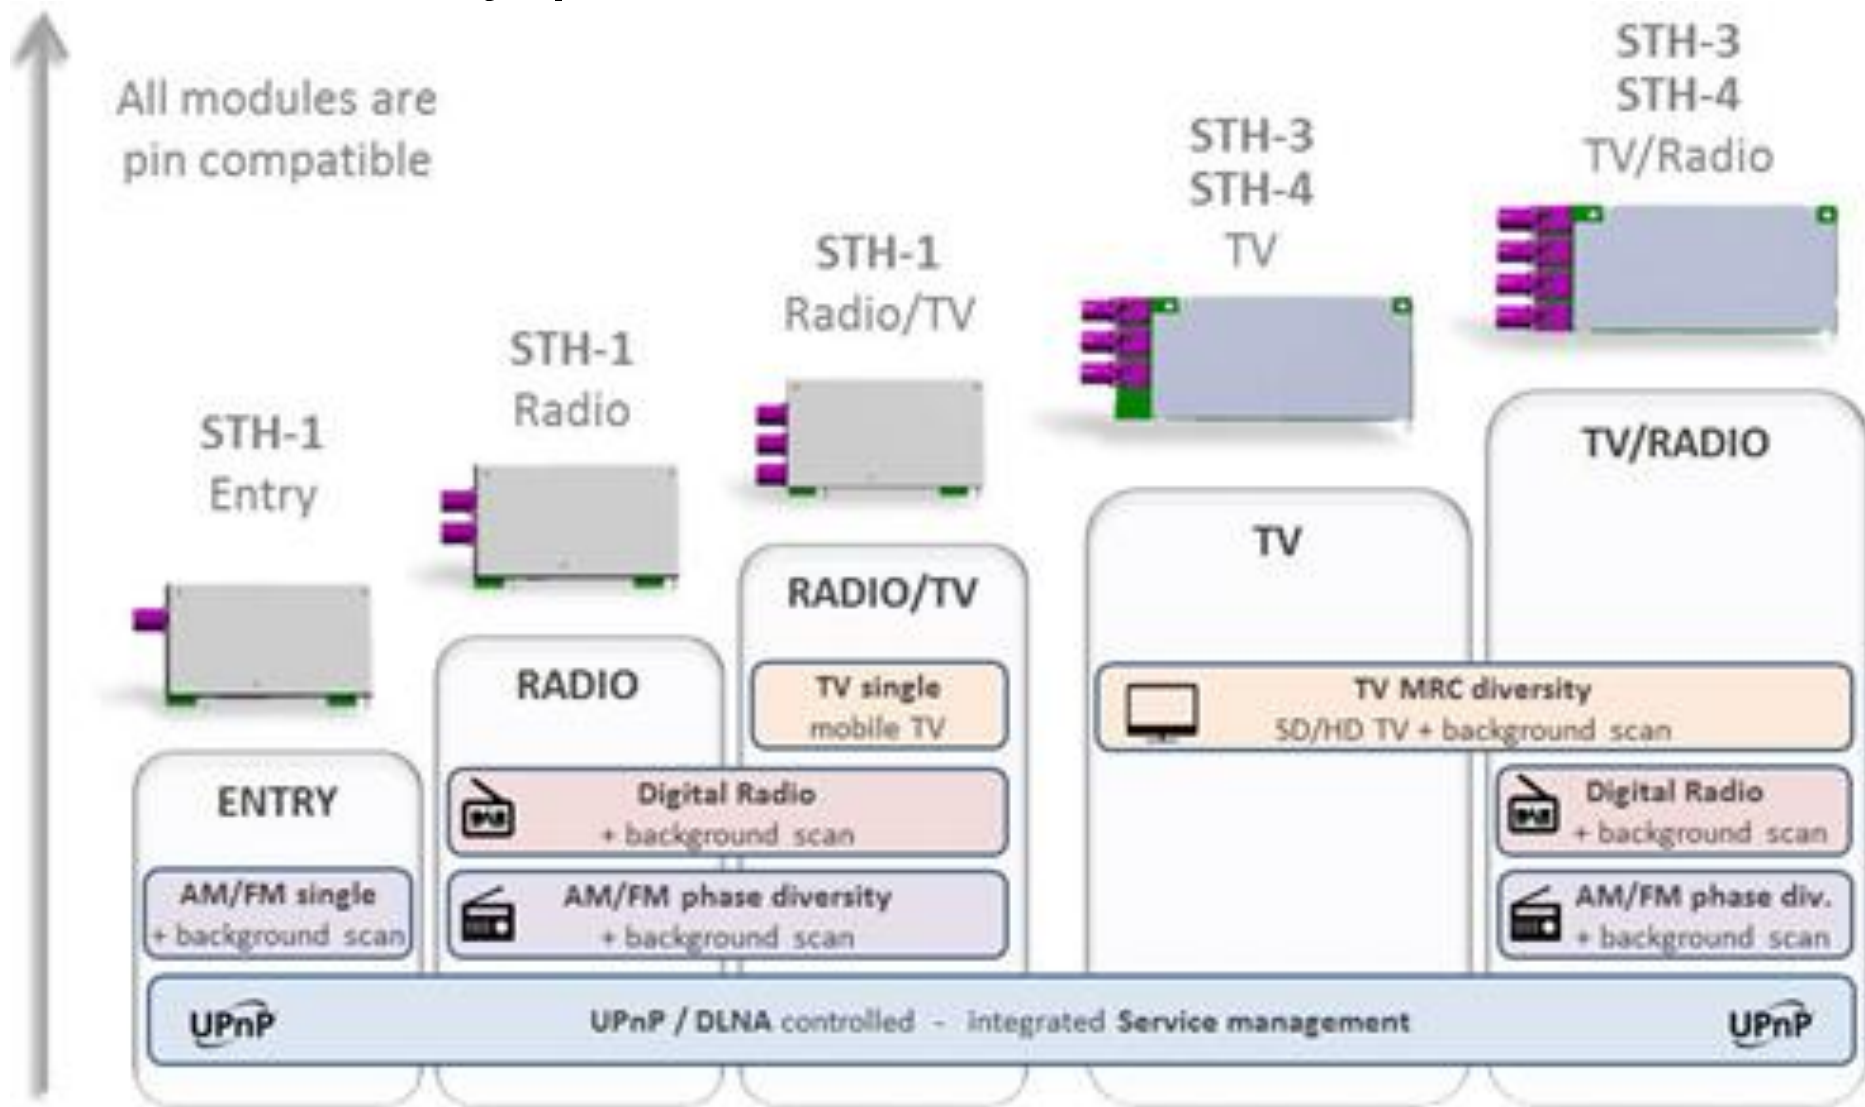 All modules are
pin compatible
STH-1
Entry
STH-1
Radio
STH-1
Radio/TV
STH-3
STH-4
TV
STH-3
STH-4
TV/Radio
ENTRY
RADIO
RADIO/TV
TV
TV/RADIO
TV single
mobile TV
TV MRC diversity
SD/HD TV + background scan
Digital Radio
+ background scan
Digital Radio
+ background scan
AM/FM single
+ background scan
AM/FM phase diversity
+ background scan
AM/FM phase div.
+ background scan
UPnP
UPnP / DLNA controlled - integrated Service management
UPnP